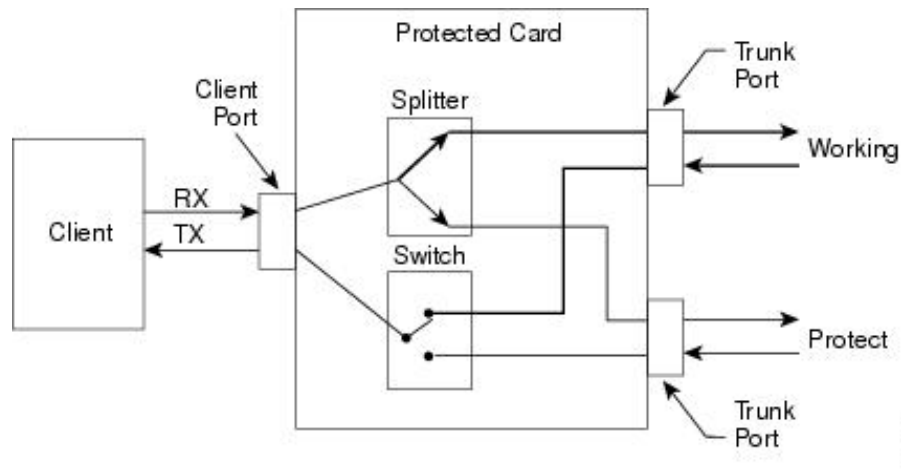 Protected Card
Trunk
Port
Client
Port
Splitter
Working
RX
Client
TX
Switch
Protect
Trunk
Port